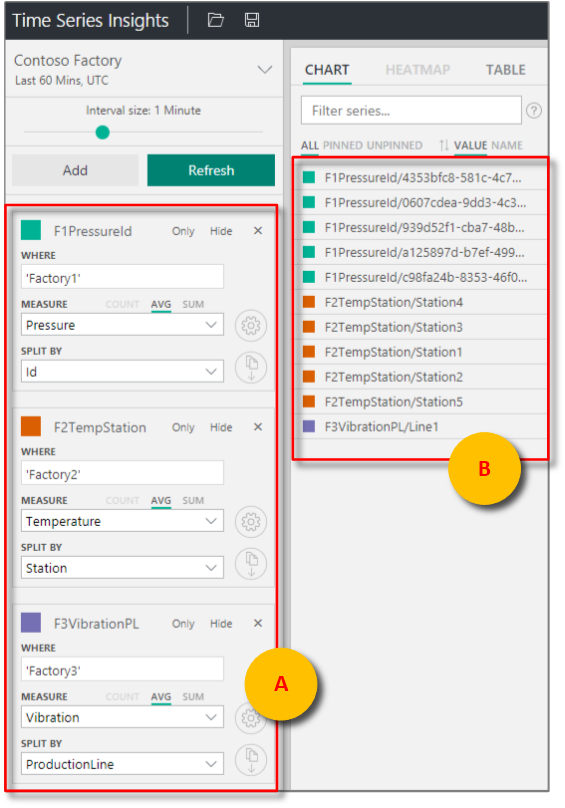 Time Series Insights
Contoso Factory
Last 60 Mins, UTC
Interval size: 1 Minute
Add Refresh
F1PressureId Only Hide ×
WHERE
'Factory1'
MEASURE COUNT AVG SUM
Pressure
SPLIT BY
Id
F2TempStation Only Hide ×
WHERE
'Factory2'
MEASURE COUNT AVG SUM
Temperature
SPLIT BY
Station
F3VibrationPL Only Hide ×
WHERE
'Factory3'
MEASURE COUNT AVG SUM
Vibration
SPLIT BY
ProductionLine
A
CHART HEATMAP TABLE
Filter series... ?
ALL PINNED UNPINNED VALUE NAME
F1PressureId/4353bfc8-581c-4c7...
F1PressureId/0607cdea-9dd3-4c3...
F1PressureId/939d52f1-cba7-48b...
F1PressureId/a125897d-b7ef-499...
F1PressureId/c98fa24b-8353-46f0...
F2TempStation/Station4
F2TempStation/Station3
F2TempStation/Station1
F2TempStation/Station2
F2TempStation/Station5
F3VibrationPL/Line1
B